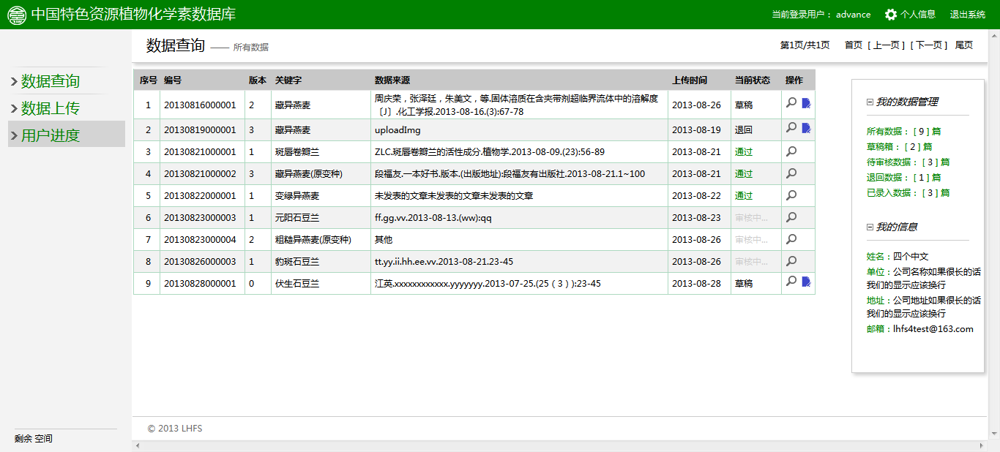 中国特色资源植物化学素数据库
当前登录用户： advance 个人信息 退出系统
数据查询 —— 所有数据
第1页/共1页 首页 [ 上一页 ] [ 下一页 ] 尾页
数据查询
数据上传
用户进度
剩余 空间
序号 编号 版本 关键字 数据来源 上传时间 当前状态 操作
1 20130816000001 2 藏异燕麦 周庆荣，张泽廷，朱美文，等.固体溶质在含夹带剂超临界流体中的溶解度
〔J〕.化工学报.2013-08-16.(3):67-78 2013-08-26 草稿
2 20130819000001 3 藏异燕麦 uploadImg 2013-08-19 退回
3 20130821000001 1 斑唇卷瓣兰 ZLC.斑唇卷瓣兰的活性成分.植物学.2013-08-09.(23):56-89 2013-08-21 通过
4 20130821000002 3 藏异燕麦(原变种) 段福友.一本好书.版本.(出版地址):段福友有出版社.2013-08-21.1~100 2013-08-21 通过
5 20130822000001 1 变绿异燕麦 未发表的文章未发表的文章未发表的文章 2013-08-22 通过
6 20130823000003 1 元阳石豆兰 ff.gg.vv.2013-08-13.(ww):qq 2013-08-23 审核中...
7 20130823000004 2 粗糙异燕麦(原变种) 其他 2013-08-26 审核中...
8 20130826000003 1 豹斑石豆兰 tt.yy.ii.hh.ee.vv.2013-08-21.23-45 2013-08-26 审核中...
9 20130828000001 0 伏生石豆兰 江英.xxxxxxxxxxxx.yyyyyyy.2013-07-25.(25（3）):23-45 2013-08-28 草稿
我的数据管理
所有数据： [ 9 ] 篇
草稿箱： [ 2 ] 篇
待审核数据： [ 3 ] 篇
退回数据： [ 1 ] 篇
已录入数据： [ 3 ] 篇
我的信息
姓名：四个中文
单位：公司名称如果很长的话
我们的显示应该换行
地址：公司地址如果很长的话
我们的显示应该换行
邮箱：lhfs4test@163.com
© 2013 LHFS